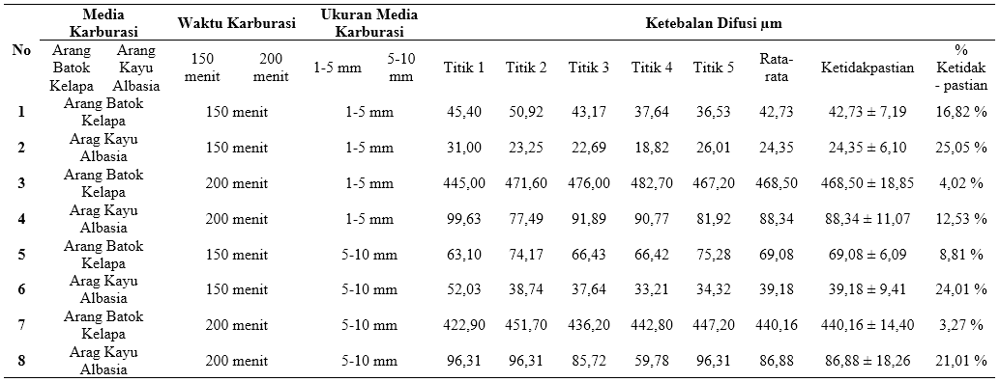 No Media Karburasi Waktu Karburasi Ukuran Media Karburasi Ketebalan Difusi µm
Arang Batok Kelapa Arang Kayu Albasia 150 menit 200 menit 1-5 mm 5-10 mm Titik 1 Titik 2 Titik 3 Titik 4 Titik 5 Rata-rata Ketidakpastian % Ketidak - pastian
1 Arang Batok Kelapa 150 menit 1-5 mm 45,40 50,92 43,17 37,64 36,53 42,73 42,73 ± 7,19 16,82 %
2 Arag Kayu Albasia 150 menit 1-5 mm 31,00 23,25 22,69 18,82 26,01 24,35 24,35 ± 6,10 25,05 %
3 Arang Batok Kelapa 200 menit 1-5 mm 445,00 471,60 476,00 482,70 467,20 468,50 468,50 ± 18,85 4,02 %
4 Arag Kayu Albasia 200 menit 1-5 mm 99,63 77,49 91,89 90,77 81,92 88,34 88,34 ± 11,07 12,53 %
5 Arang Batok Kelapa 150 menit 5-10 mm 63,10 74,17 66,43 66,42 75,28 69,08 69,08 ± 6,09 8,81 %
6 Arag Kayu Albasia 150 menit 5-10 mm 52,03 38,74 37,64 33,21 34,32 39,18 39,18 ± 9,41 24,01 %
7 Arang Batok Kelapa 200 menit 5-10 mm 422,90 451,70 436,20 442,80 447,20 440,16 440,16 ± 14,40 3,27 %
8 Arag Kayu Albasia 200 menit 5-10 mm 96,31 96,31 85,72 59,78 96,31 86,88 86,88 ± 18,26 21,01 %